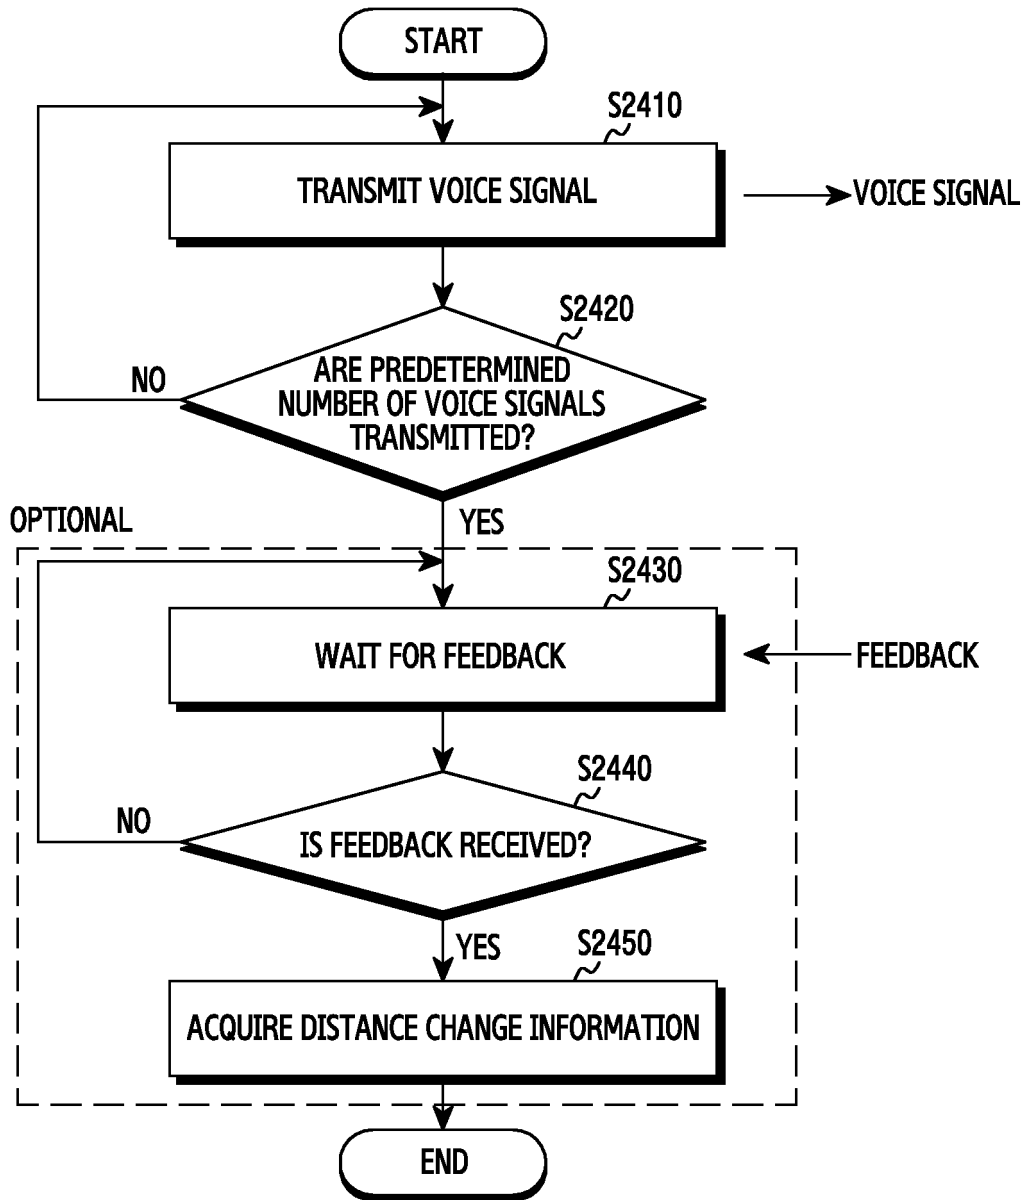 START
S2410
TRANSMIT VOICE SIGNAL
VOICE SIGNAL
S2420
ARE PREDETERMINED
NUMBER OF VOICE SIGNALS
TRANSMITTED?
NO
YES
OPTIONAL
S2430
WAIT FOR FEEDBACK
FEEDBACK
S2440
IS FEEDBACK RECEIVED?
NO
YES
S2450
ACQUIRE DISTANCE CHANGE INFORMATION
END